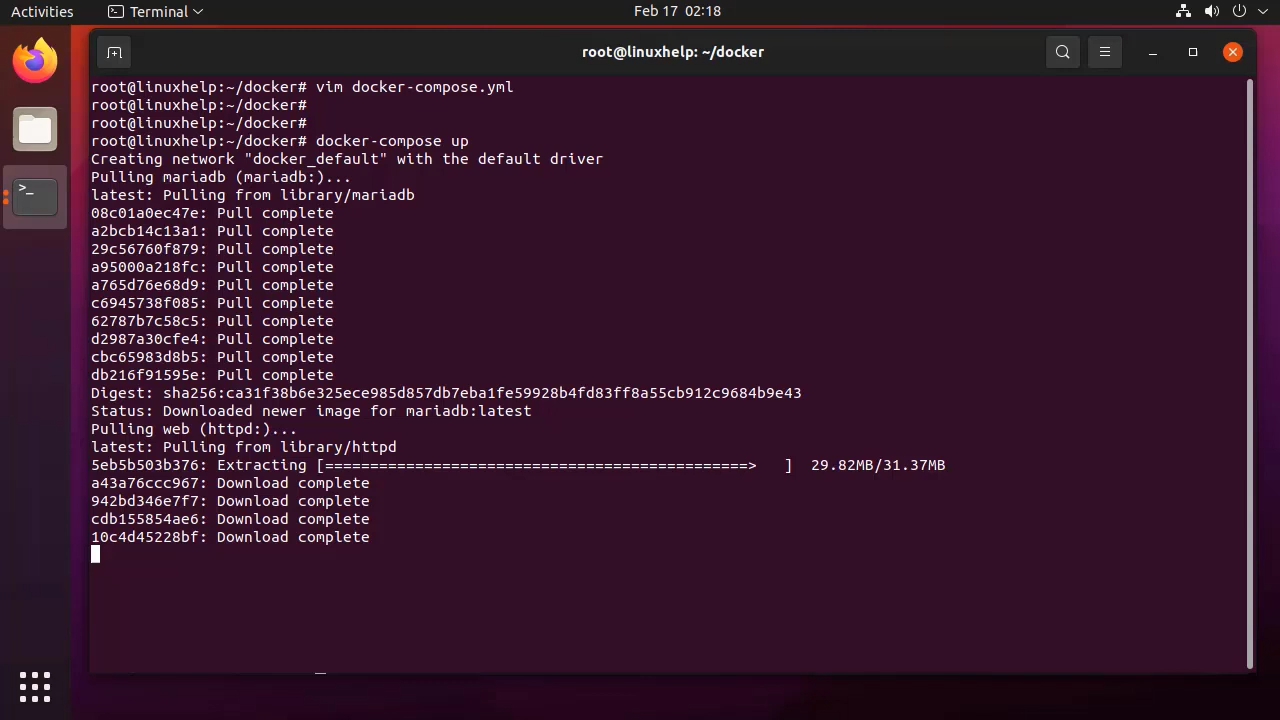 Activities
Terminal
Feb 17 02:18
root@linuxhelp: ~/docker
root@linuxhelp:~/docker# vim docker-compose.yml
root@linuxhelp:~/docker#
root@linuxhelp:~/docker#
root@linuxhelp:~/docker# docker-compose up
Creating network "docker_default" with the default driver
Pulling mariadb (mariadb:)...
latest: Pulling from library/mariadb
08c01a0ec47e: Pull complete
a2bcb14c13a1: Pull complete
29c56760f879: Pull complete
a95000a218fc: Pull complete
a765d76e68d9: Pull complete
c6945738f085: Pull complete
62787b7c58c5: Pull complete
d2987a30cfe4: Pull complete
cbc65983d8b5: Pull complete
db216f91595e: Pull complete
Digest: sha256:ca31f38b6e325ece985d857db7eba1fe59928b4fd83ff8a55cb912c9684b9e43
Status: Downloaded newer image for mariadb:latest
Pulling web (httpd:)...
latest: Pulling from library/httpd
5eb5b503b376: Extracting [===============================================>   ]  29.82MB/31.37MB
a43a76ccc967: Download complete
942bd346e7f7: Download complete
cdb155854ae6: Download complete
10c4d45228bf: Download complete